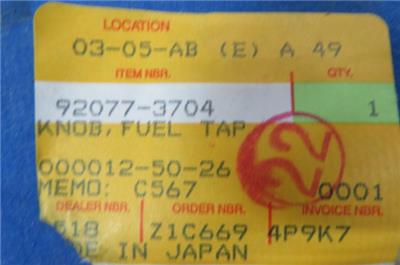 LOCATION
03-05-AB (E) A 49
ITEM NBR. QTY.
92077-3704 1
KNOB, FUEL TAP
000012-50-26
MEMO: C567 0001
DEALER NBR. ORDER NBR. INVOICE NBR.
518 Z1C669 4P9K7
DE IN JAPAN
22